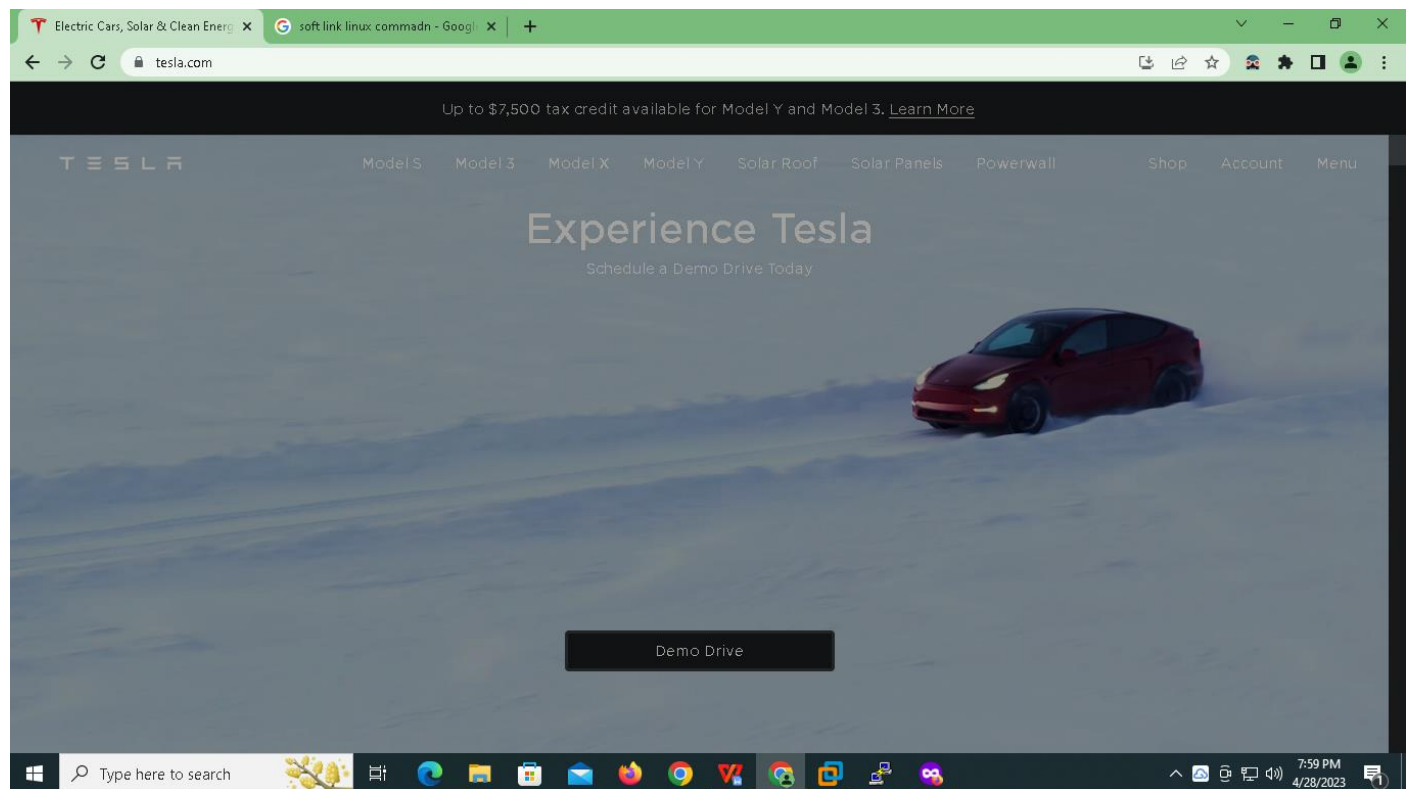 Electric Cars, Solar & Clean Energ
soft link linux commadn - Googl
tesla.com
Up to $7,500 tax credit available for Model Y and Model 3. Learn More
TESLA
Model S Model 3 Model X Model Y Solar Roof Solar Panels Powerwall Shop Account Menu
Experience Tesla
Schedule a Demo Drive Today
Demo Drive
Type here to search
7:59 PM
4/28/2023
1